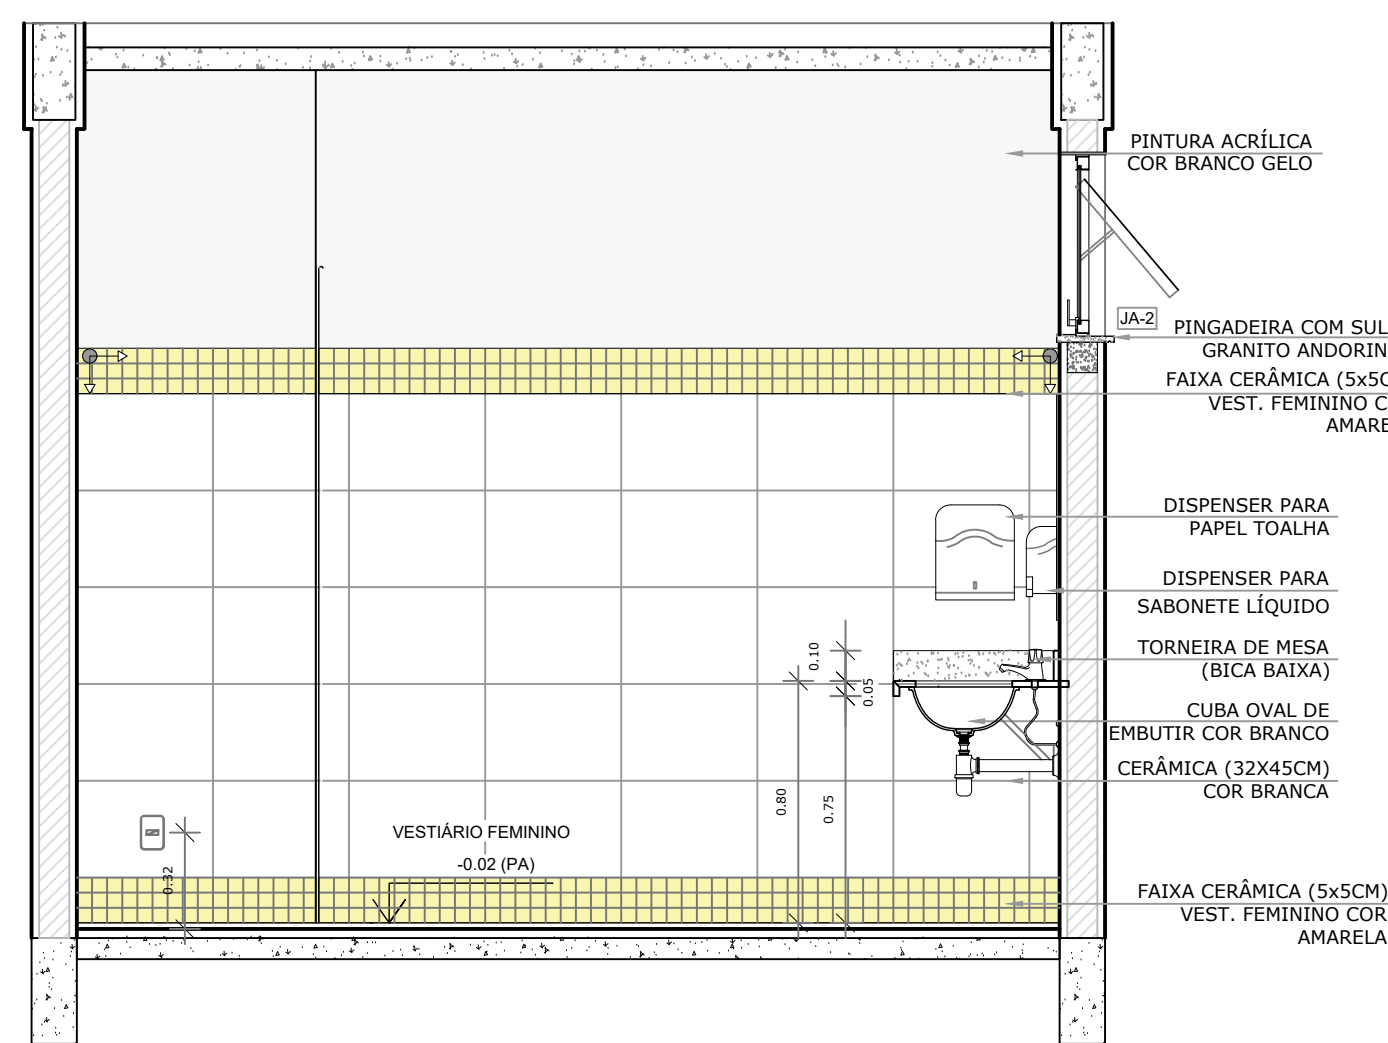 PINTURA ACRÍLICA
COR BRANCO GELO
JA-2
PINGADEIRA COM SUL
GRANITO ANDORIN
FAIXA CERÂMICA (5x5C
VEST. FEMININO C
AMARE
DISPENSER PARA
PAPEL TOALHA
DISPENSER PARA
SABONETE LÍQUIDO
TORNEIRA DE MESA
(BICA BAIXA)
0.10
0.05
CUBA OVAL DE
EMBUTIR COR BRANCO
CERÂMICA (32X45CM)
COR BRANCA
0.80
0.75
VESTIÁRIO FEMININO
-0.02 (PA)
0.32
FAIXA CERÂMICA (5x5CM)
VEST. FEMININO COR
AMARELA